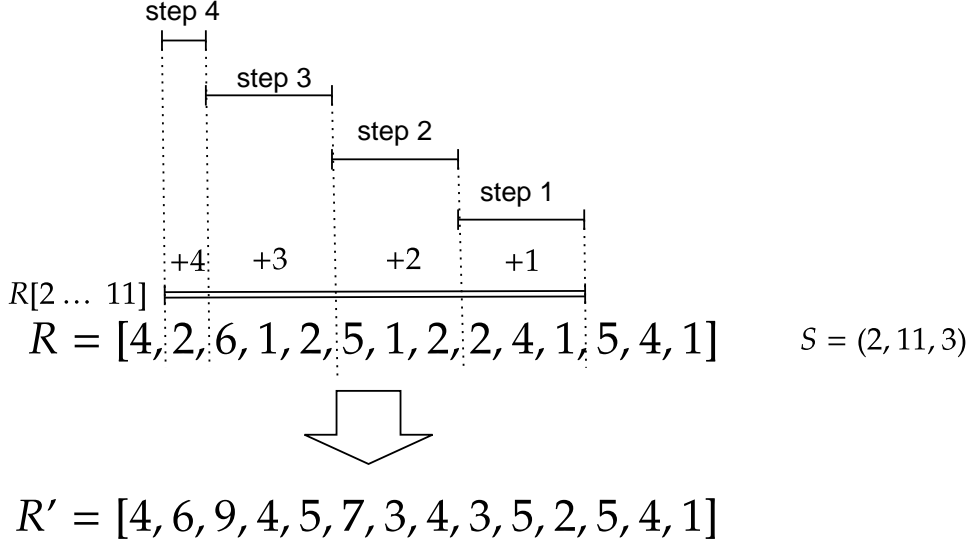 step 4
step 3
step 2
step 1
+4 +3 +2 +1
R[2 … 11]
R = [4, 2, 6, 1, 2, 5, 1, 2, 2, 4, 1, 5, 4, 1] S = (2, 11, 3)
R′ = [4, 6, 9, 4, 5, 7, 3, 4, 3, 5, 2, 5, 4, 1]